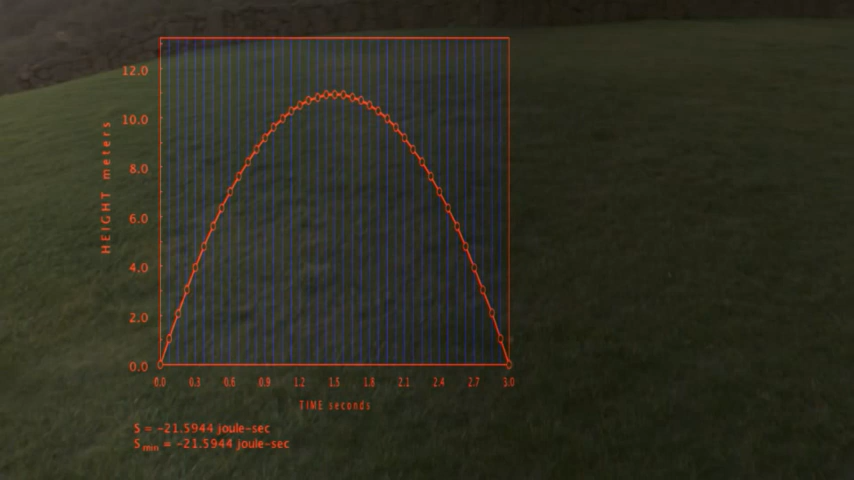 HEIGHT meters
12.0
10.0
8.0
6.0
4.0
2.0
0.0
0.0 0.3 0.6 0.9 1.2 1.5 1.8 2.1 2.4 2.7 3.0
TIME seconds
S = -21.5944 joule-sec
S min = -21.5944 joule-sec